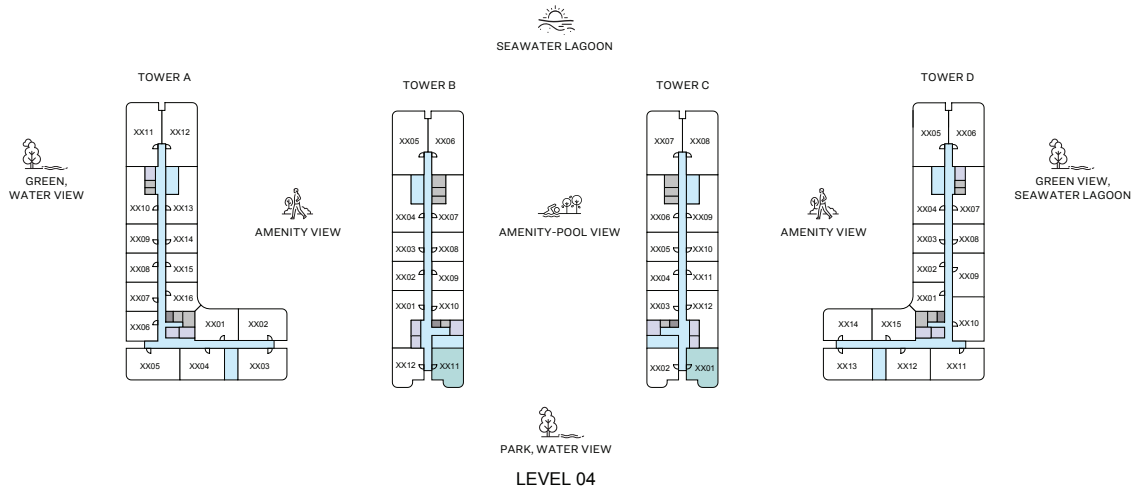 SEAWATER LAGOON
TOWER A
TOWER B
TOWER C
TOWER D
GREEN,
WATER VIEW
AMENITY VIEW
AMENITY-POOL VIEW
AMENITY VIEW
GREEN VIEW,
SEAWATER LAGOON
XX11 XX12
XX10 XX13
XX09 XX14
XX08 XX15
XX07 XX16
XX06 XX01 XX02
XX05 XX04 XX03
XX05 XX06
XX04 XX07
XX03 XX08
XX02 XX09
XX01 XX10
XX12 XX11
XX07 XX08
XX06 XX09
XX05 XX10
XX04 XX11
XX03 XX12
XX02 XX01
XX05 XX06
XX04 XX07
XX03 XX08
XX02 XX09
XX01
XX14 XX15 XX10
XX13 XX12 XX11
PARK, WATER VIEW
LEVEL 04